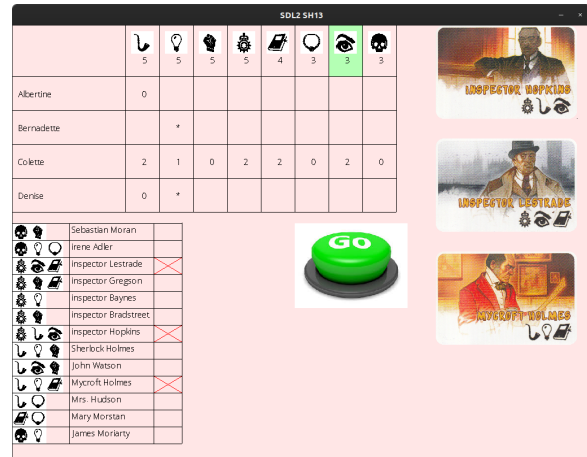 SDL2 SH13
5 5 5 5 4 3 3 3
Albertine 0
Bernadette *
Colette 2 1 0 2 2 0 2 0
Denise 0 *
INSPECTOR HOPKINS
INSPECTOR LESTRADE
MYCROFT HOLMES
GO
Sebastian Moran
irene Adler
inspector Lestrade
inspector Gregson
inspector Baynes
inspector Bradstreet
inspector Hopkins
Sherlock Holmes
John Watson
Mycroft Holmes
Mrs. Hudson
Mary Morstan
James Moriarty